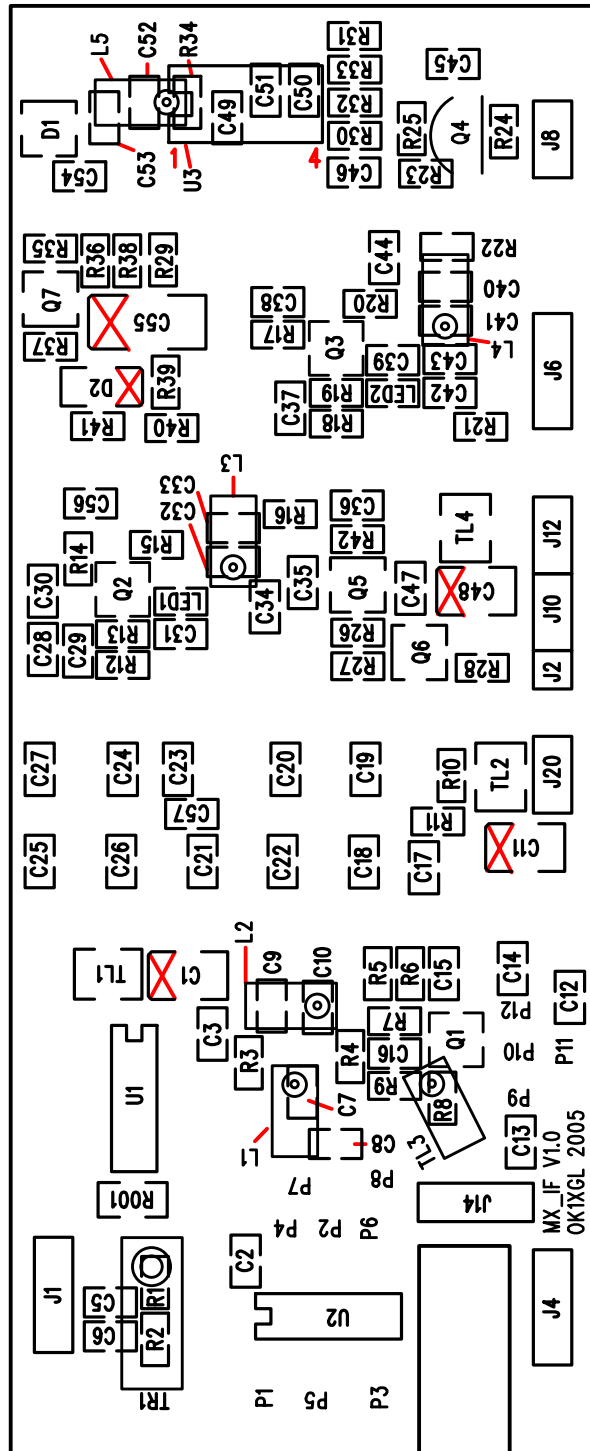 R31
L5
C52
R34
R33
C45
C51
C50
R32
D1
C49
R30
R25
Q4
R24
J8
C53
1
U3
4
C54
C46
R23
R35
R36
R38
R29
C44
R22
Q7
C38
R20
C40
C55
R17
C41
R37
Q3
L4
C39
C43
J6
D2
R39
R19
LED2
C42
C37
R41
R40
R18
R21
L3
C33
C56
C32
R16
C36
TL4
J12
R14
R15
R42
C30
Q2
LED1
C35
Q5
C47
C48
J10
C34
C28
C29
R13
C31
R26
Q6
R12
R27
R28
J2
C27
C24
C23
C20
C19
R10
TL2
J20
C57
R11
C25
C26
C21
C22
C18
C17
C11
L2
TL1
C1
C9
C10
R5
R6
C15
C14
C12
P12
C3
R7
Q1
R3
R4
C16
P10
P11
U1
R9
R8
C7
P9
L1
C8
TL3
C13
P7
P8
R001
J14
MX_IF V1.0
OK1XGL 2005
P4
P2
P6
C2
J1
C5
R1
J4
C6
R2
U2
TR1
P1
P5
P3